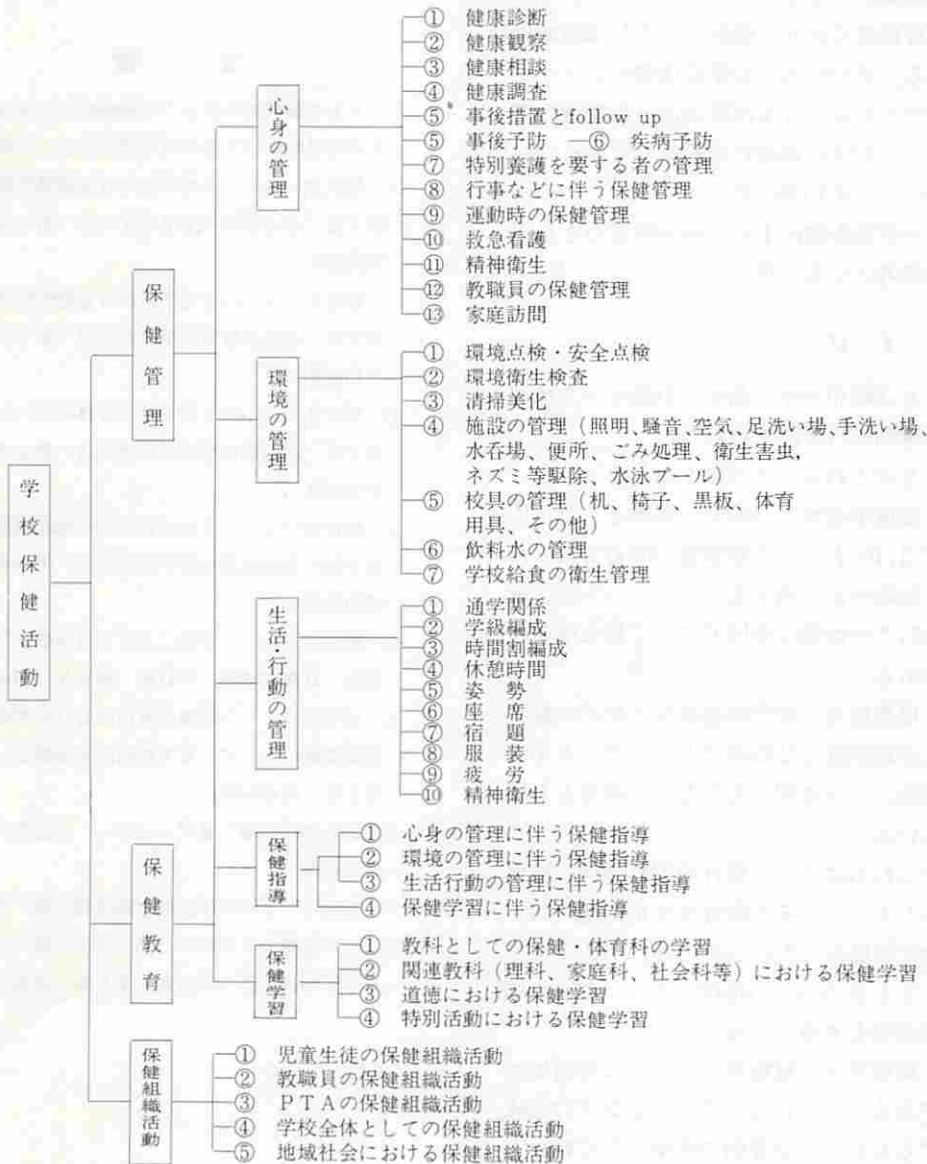 学校保健活動
保健管理
心身の管理
① 健康診断
② 健康観察
③ 健康相談
④ 健康調査
⑤ 事後措置とfollow up
⑤ 事後予防 —⑥ 疾病予防
⑦ 特別養護を要する者の管理
⑧ 行事などに伴う保健管理
⑨ 運動時の保健管理
⑩ 救急看護
⑪ 精神衛生
⑫ 教職員の保健管理
⑬ 家庭訪問
環境の管理
① 環境点検・安全点検
② 環境衛生検査
③ 清掃美化
④ 施設の管理（照明、騒音、空気、足洗い場、手洗い場、
水呑場、便所、ごみ処理、衛生害虫，
ネズミ等駆除、水泳プール）
⑤ 校具の管理（机、椅子、黒板、体育
用具、その他）
⑥ 飲料水の管理
⑦ 学校給食の衛生管理
生活・行動の管理
① 通学関係
② 学級編成
③ 時間割編成
④ 休憩時間
⑤ 姿　勢
⑥ 座　席
⑦ 宿　題
⑧ 服　装
⑨ 疲　労
⑩ 精神衛生
保健教育
保健指導
① 心身の管理に伴う保健指導
② 環境の管理に伴う保健指導
③ 生活行動の管理に伴う保健指導
④ 保健学習に伴う保健指導
保健学習
① 教科としての保健・体育科の学習
② 関連教科（理科、家庭科、社会科等）における保健学習
③ 道徳における保健学習
④ 特別活動における保健学習
保健組織活動
① 児童生徒の保健組織活動
② 教職員の保健組織活動
③ ＰＴＡの保健組織活動
④ 学校全体としての保健組織活動
⑤ 地域社会における保健組織活動